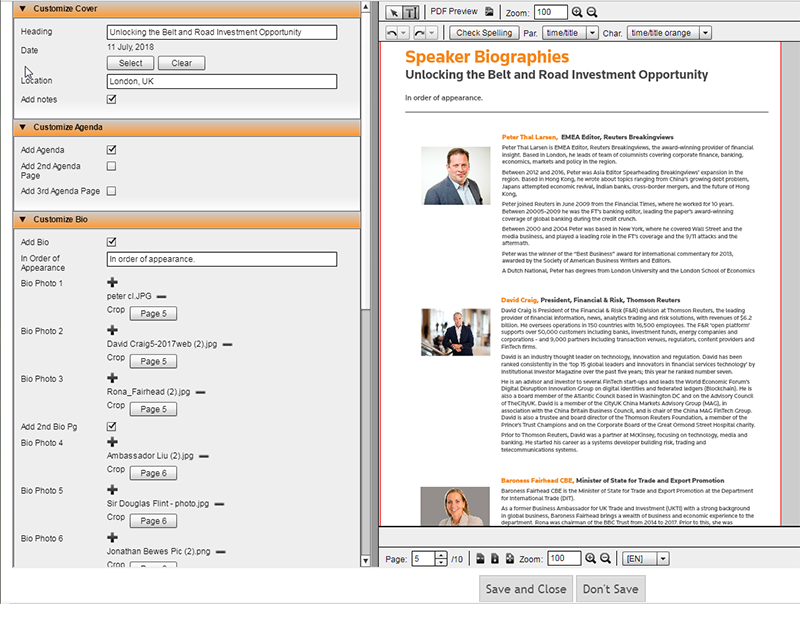 Customize Cover
Heading
Unlocking the Belt and Road Investment Opportunity
Date
11 July, 2018
Select
Clear
Location
London, UK
Add notes
Customize Agenda
Add Agenda
Add 2nd Agenda
Page
Add 3rd Agenda Page
Customize Bio
Add Bio
In Order of
Appearance
In order of appearance.
Bio Photo 1
peter cl.JPG
Crop
Page 5
Bio Photo 2
David Craig5-2017web (2).jpg
Crop
Page 5
Bio Photo 3
Rona_Fairhead (2).jpg
Crop
Page 5
Add 2nd Bio Pg
Bio Photo 4
Ambassador Liu (2).jpg
Crop
Page 6
Bio Photo 5
Sir Douglas Flint - photo.jpg
Crop
Page 6
Bio Photo 6
Jonathan Bewes Pic (2).png
Crop
PDF Preview
Zoom:
100
Check Spelling
Par.
time/title
Char.
time/title orange
Speaker Biographies
Unlocking the Belt and Road Investment Opportunity
In order of appearance.
Peter Thal Larsen, EMEA Editor, Reuters Breakingviews
Peter Thal Larsen is EMEA Editor, Reuters Breakingviews, the award-winning provider of financial
insight. Based in London, he leads of team of columnists covering corporate finance, banking,
economics, markets and policy in the region.
Between 2012 and 2016, Peter was Asia Editor Spearheading Breakingviews' expansion in the
region. Based in Hong Kong, he wrote about topics ranging from China's growing debt problem,
Japans attempted economic revival, Indian banks, cross-border mergers, and the future of Hong
Kong,
Peter joined Reuters in June 2009 from the Financial Times, where he worked for 10 years.
Between 20005-2009 he was the FT's banking editor, leading the paper's award-winning
coverage of global banking during the credit crunch.
Between 2000 and 2004 Peter was based in New York, where he covered Wall Street and the
media business, and played a leading role in the FT's coverage and the 9/11 attacks and the
aftermath.
Peter was the winner of the "Best Business" award for international commentary for 2013,
awarded by the Society of American Business Writers and Editors.
A Dutch National, Peter has degrees from London University and the London School of Economics
David Craig, President, Financial & Risk, Thomson Reuters
David Craig is President of the Financial & Risk (F&R) division at Thomson Reuters, the leading
provider of financial information, news, analytics trading and risk solutions, with revenues of $6.2
billion. He oversees operations in 150 countries with 16,500 employees. The F&R 'open platform'
supports over 50,000 customers including banks, investment funds, energy companies and
corporations - and 9,000 partners including transaction venues, regulators, content providers and
FinTech firms.
David is an industry thought leader on technology, innovation and regulation. David has been
ranked consistently in the 'top 15 global leaders and innovators in financial services technology' by
Institutional Investor Magazine over the past five years; this year he ranked number seven.
He is an advisor and investor to several FinTech start-ups and leads the World Economic Forum's
Digital Disruption Innovation Group on digital identities and federated ledgers (Blockchain). He is
also a board member of the Atlantic Council based in Washington DC and on the Advisory Council
of TheCityUK. David is a member of the CityUK China Markets Advisory Group (MAG), in
association with the China Britain Business Council, and is chair of the China MAG FinTech Group.
David is also a trustee and board director of the Thomson Reuters Foundation, a member of the
Prince's Trust Champions and on the Corporate Board of the Great Ormond Street Hospital charity.
Prior to Thomson Reuters, David was a partner at McKinsey, focusing on technology, media and
banking. He started his career as a systems developer building risk, trading and
telecommunications systems.
Baroness Fairhead CBE, Minister of State for Trade and Export Promotion
Baroness Fairhead CBE is the Minister of State for Trade and Export Promotion at the Department
for International Trade (DIT).
As a former Business Ambassador for UK Trade and Investment (UKTI) with a strong background
in global business, Baroness Fairhead brings a wealth of business and economic experience to the
department. Rona was chairman of the BBC Trust from 2014 to 2017. Prior to this, she was
Page:
5
/10
Zoom:
100
[EN]
Save and Close
Don't Save